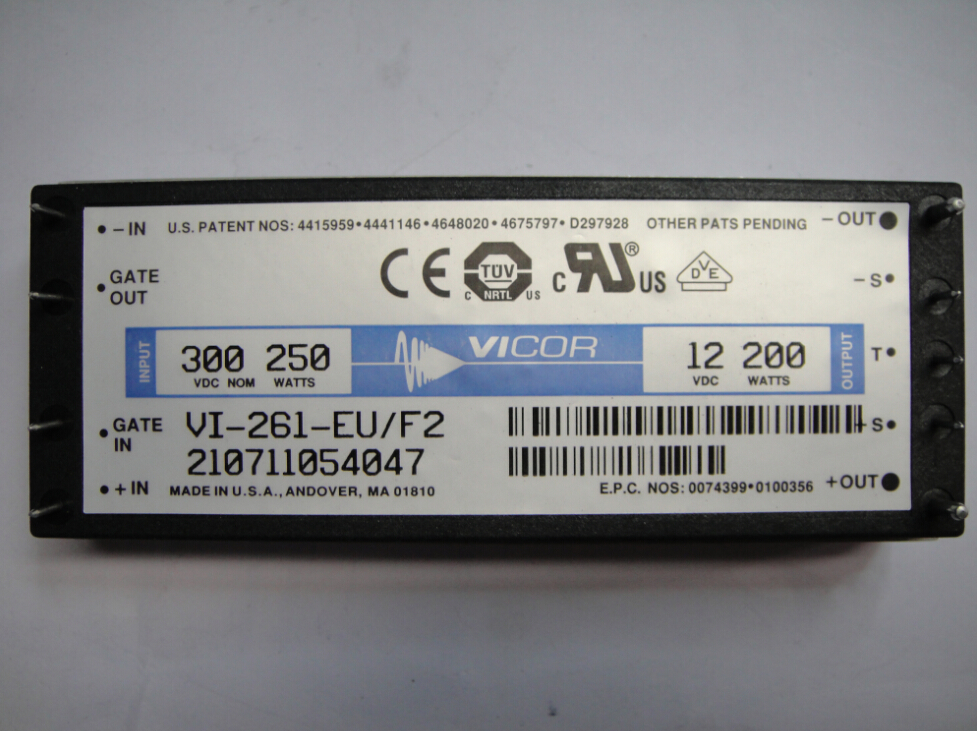 – IN U.S. PATENT NOS: 4415959•4441146•4648020•4675797•D297928 OTHER PATS PENDING –OUT
GATE OUT
CE
TÜV
C NRTL US
C RU® US
DVE
–S
INPUT
300 250
VDC NOM WATTS
VICOR
12 200
VDC WATTS
OUTPUT
T
GATE IN
VI-261-EU/F2
+S
210711054047
+ IN
MADE IN U.S.A., ANDOVER, MA 01810
E.P.C. NOS: 0074399•0100356
+OUT